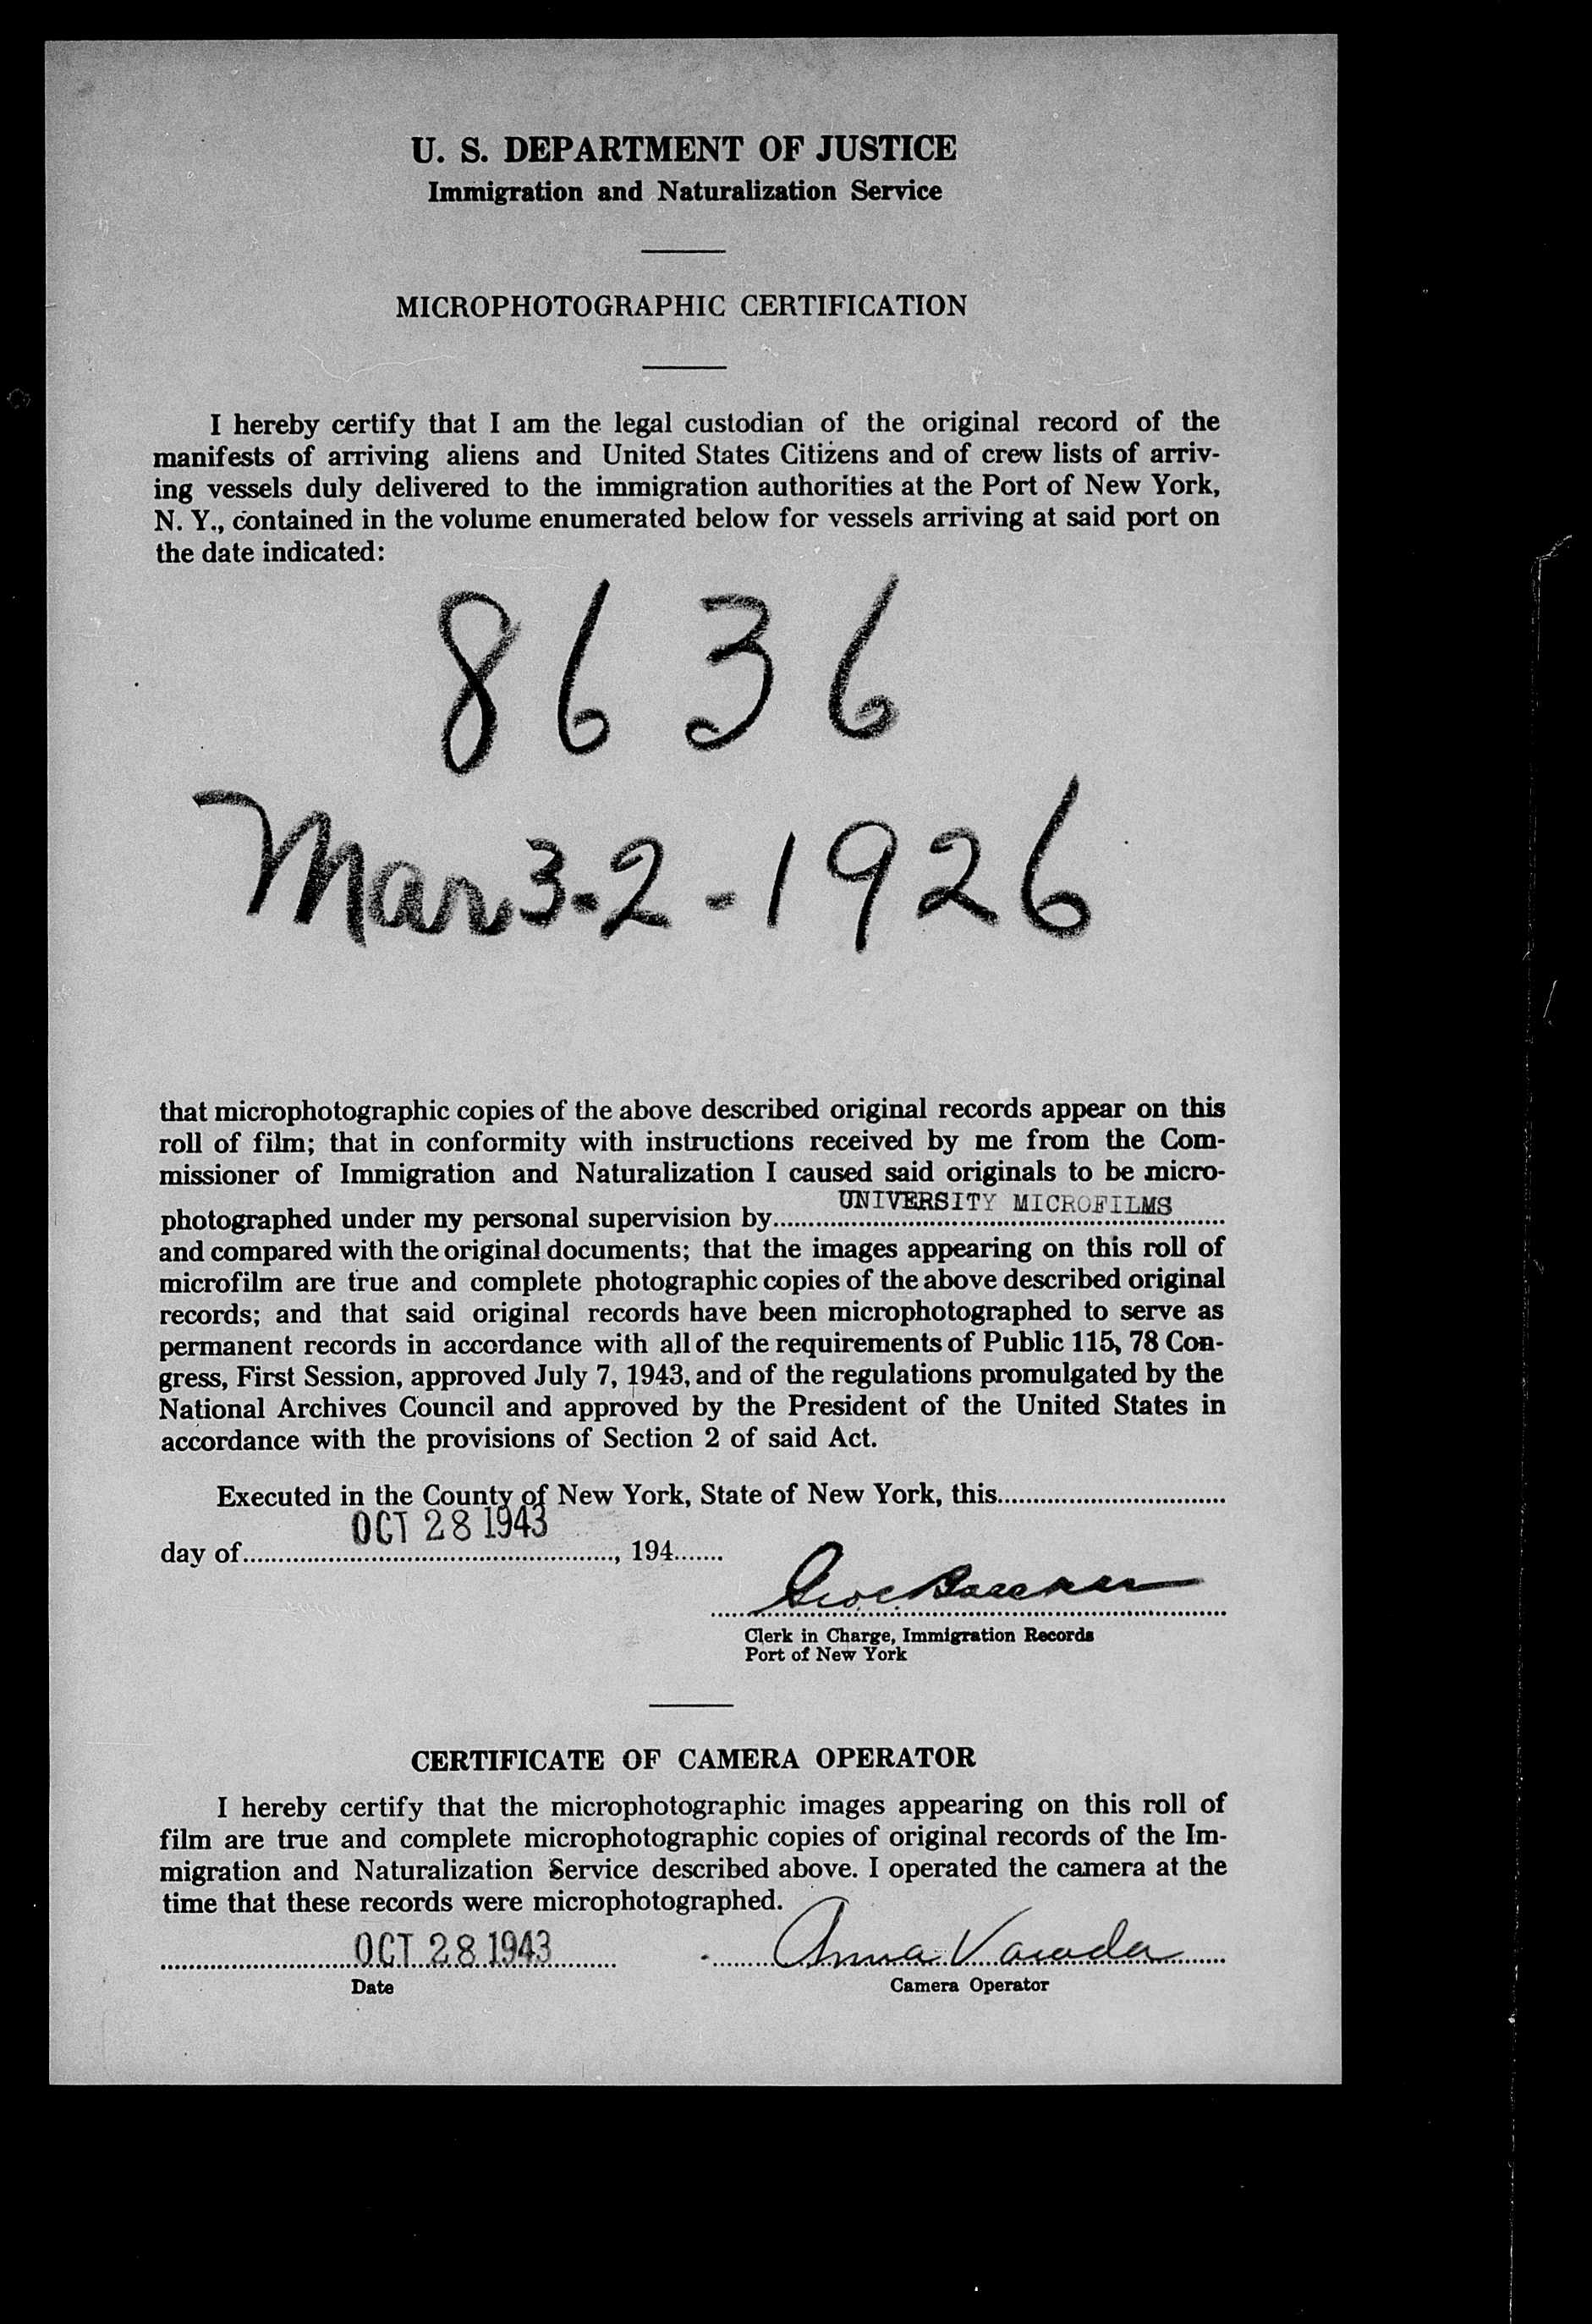 U. S. DEPARTMENT OF JUSTICE
Immigration and Naturalization Service
MICROPHOTOGRAPHIC CERTIFICATION
I hereby certify that I am the legal custodian of the original record of the
manifests of arriving aliens and United States Citizens and of crew lists of arriv-
ing vessels duly delivered to the immigration authorities at the Port of New York,
N. Y., contained in the volume enumerated below for vessels arriving at said port on
the date indicated:
8636
Mar 3-2-1926
that microphotographic copies of the above described original records appear on this
roll of film; that in conformity with instructions received by me from the Com-
missioner of Immigration and Naturalization I caused said originals to be micro-
photographed under my personal supervision by UNIVERSITY MICROFILMS
and compared with the original documents; that the images appearing on this roll of
microfilm are true and complete photographic copies of the above described original
records; and that said original records have been microphotographed to serve as
permanent records in accordance with all of the requirements of Public 115, 78 Con-
gress, First Session, approved July 7, 1943, and of the regulations promulgated by the
National Archives Council and approved by the President of the United States in
accordance with the provisions of Section 2 of said Act.
Executed in the County of New York, State of New York, this
OCT 28 1943
day of , 194
Geo
Clerk in Charge, Immigration Records
Port of New York
CERTIFICATE OF CAMERA OPERATOR
I hereby certify that the microphotographic images appearing on this roll of
film are true and complete microphotographic copies of original records of the Im-
migration and Naturalization Service described above. I operated the camera at the
time that these records were microphotographed.
OCT 28 1943 Anna
Date Camera Operator